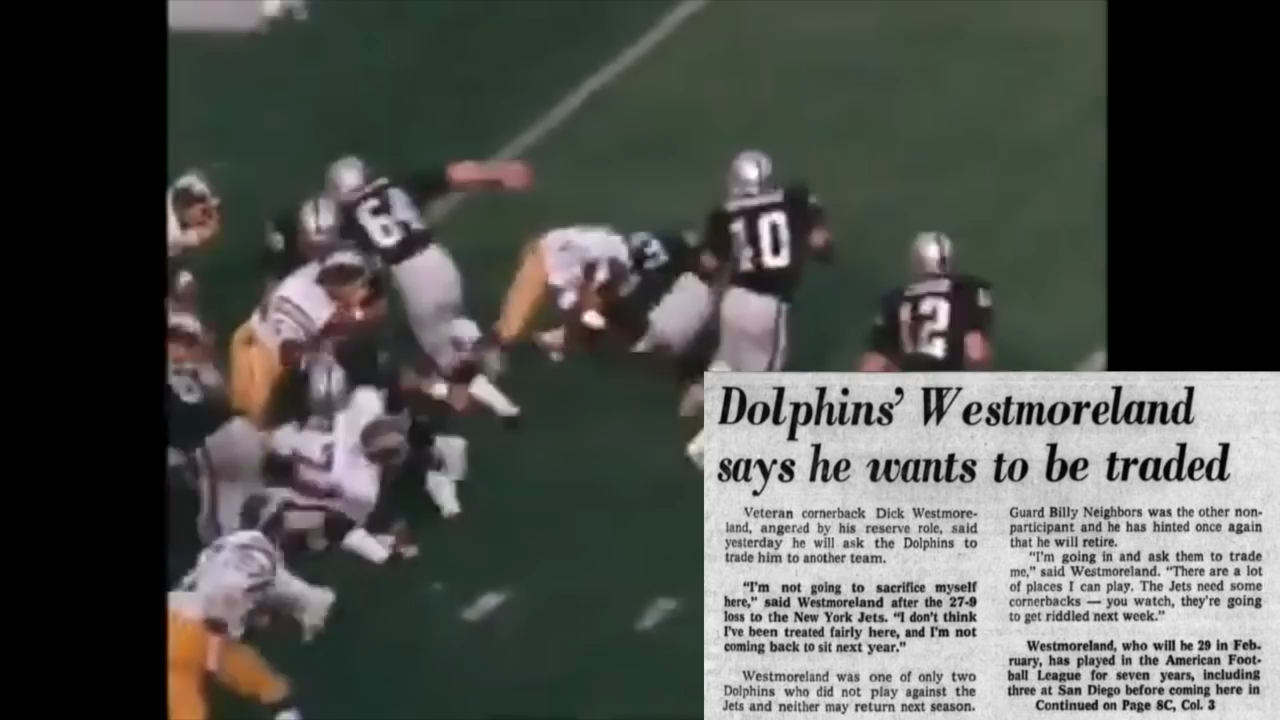 6
10
12
Dolphins' Westmoreland
says he wants to be traded
Veteran cornerback Dick Westmore-
land, angered by his reserve role, said
yesterday he will ask the Dolphins to
trade him to another team.
"I'm not going to sacrifice myself
here," said Westmoreland after the 27-9
loss to the New York Jets. "I don't think
I've been treated fairly here, and I'm not
coming back to sit next year."
Westmoreland was one of only two
Dolphins who did not play against the
Jets and neither may return next season.
Guard Billy Neighbors was the other non-
participant and he has hinted once again
that he will retire.
"I'm going in and ask them to trade
me," said Westmoreland. "There are a lot
of places I can play. The Jets need some
cornerbacks — you watch, they're going
to get riddled next week."
Westmoreland, who will be 29 in Feb-
ruary, has played in the American Foot-
ball League for seven years, including
three at San Diego before coming here in
Continued on Page 8C, Col. 3